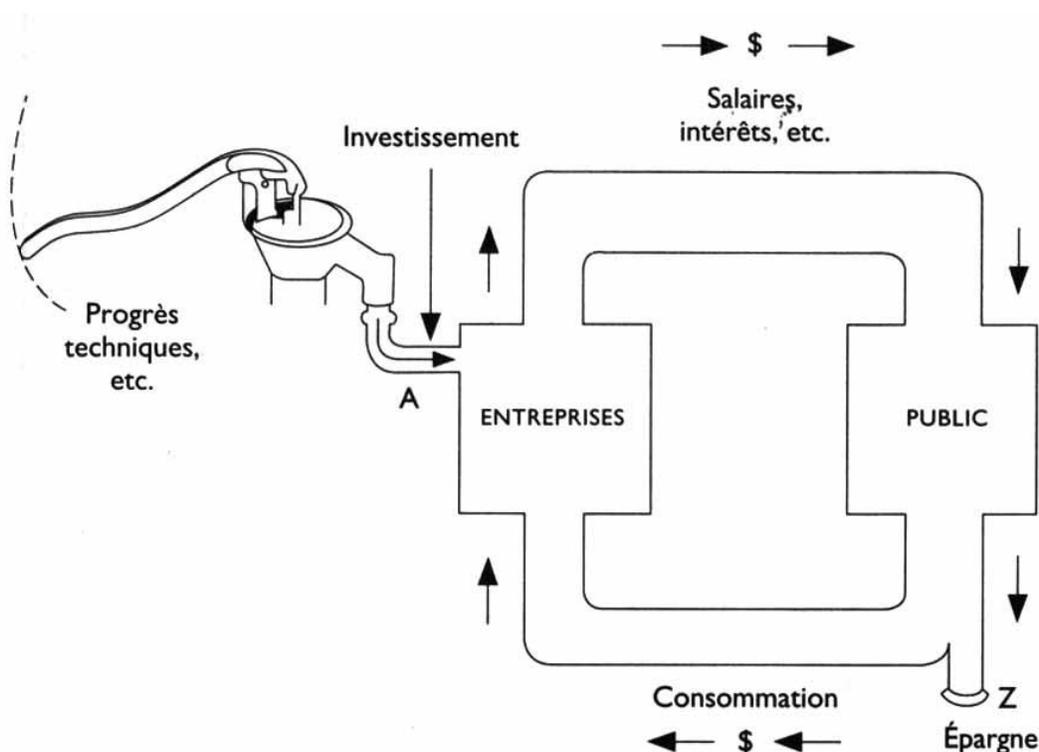 $
Salaires,
intérêts, etc.
Investissement
Progrès
techniques,
etc.
A
ENTREPRISES
PUBLIC
Consommation
$
Z
Épargne